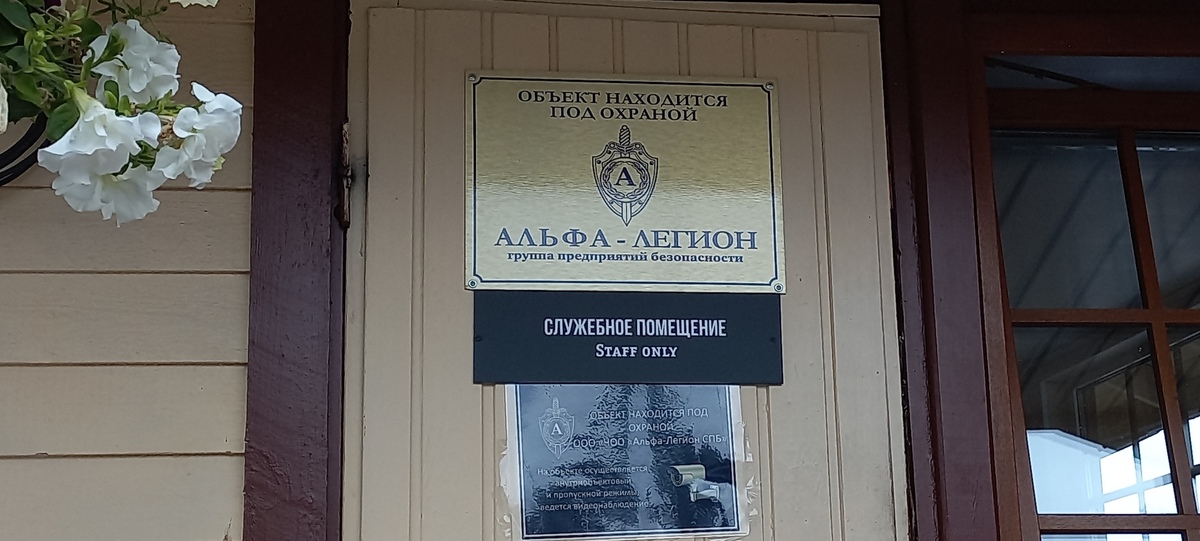 ОБЪЕКТ НАХОДИТСЯ
ПОД ОХРАНОЙ
А
АЛЬФА - ЛЕГИОН
группа предприятий безопасности
СЛУЖЕБНОЕ ПОМЕЩЕНИЕ
STAFF ONLY
А
ОБЪЕКТ НАХОДИТСЯ ПОД
ОХРАНОЙ
ООО «ЧОО «Альфа-Легион СПБ»
На объекте осуществляется
внутриобъектовый
и пропускной режимы,
ведется видеонаблюдение.